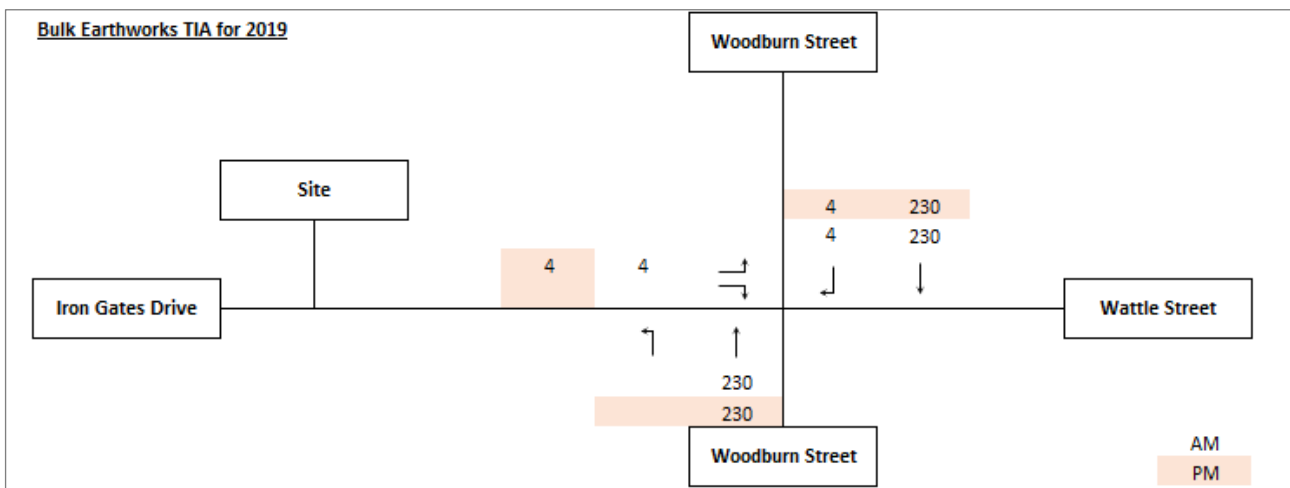 Bulk Earthworks TIA for 2019
Woodburn Street
Site
4 230
4 230
4 4
Iron Gates Drive
Wattle Street
230
230
Woodburn Street
AM
PM